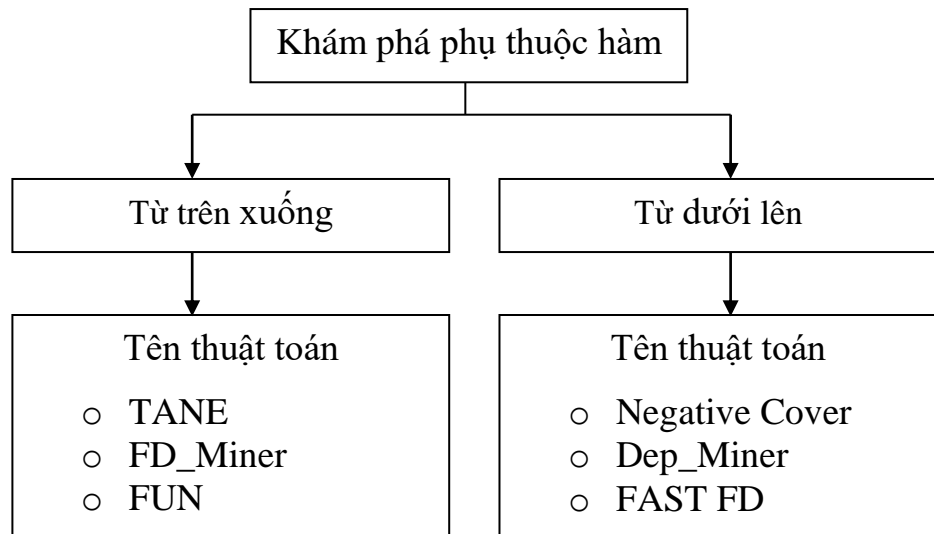 Khám phá phụ thuộc hàm
Từ trên xuống
Từ dưới lên
Tên thuật toán
o TANE
o FD_Miner
o FUN
Tên thuật toán
o Negative Cover
o Dep_Miner
o FAST FD